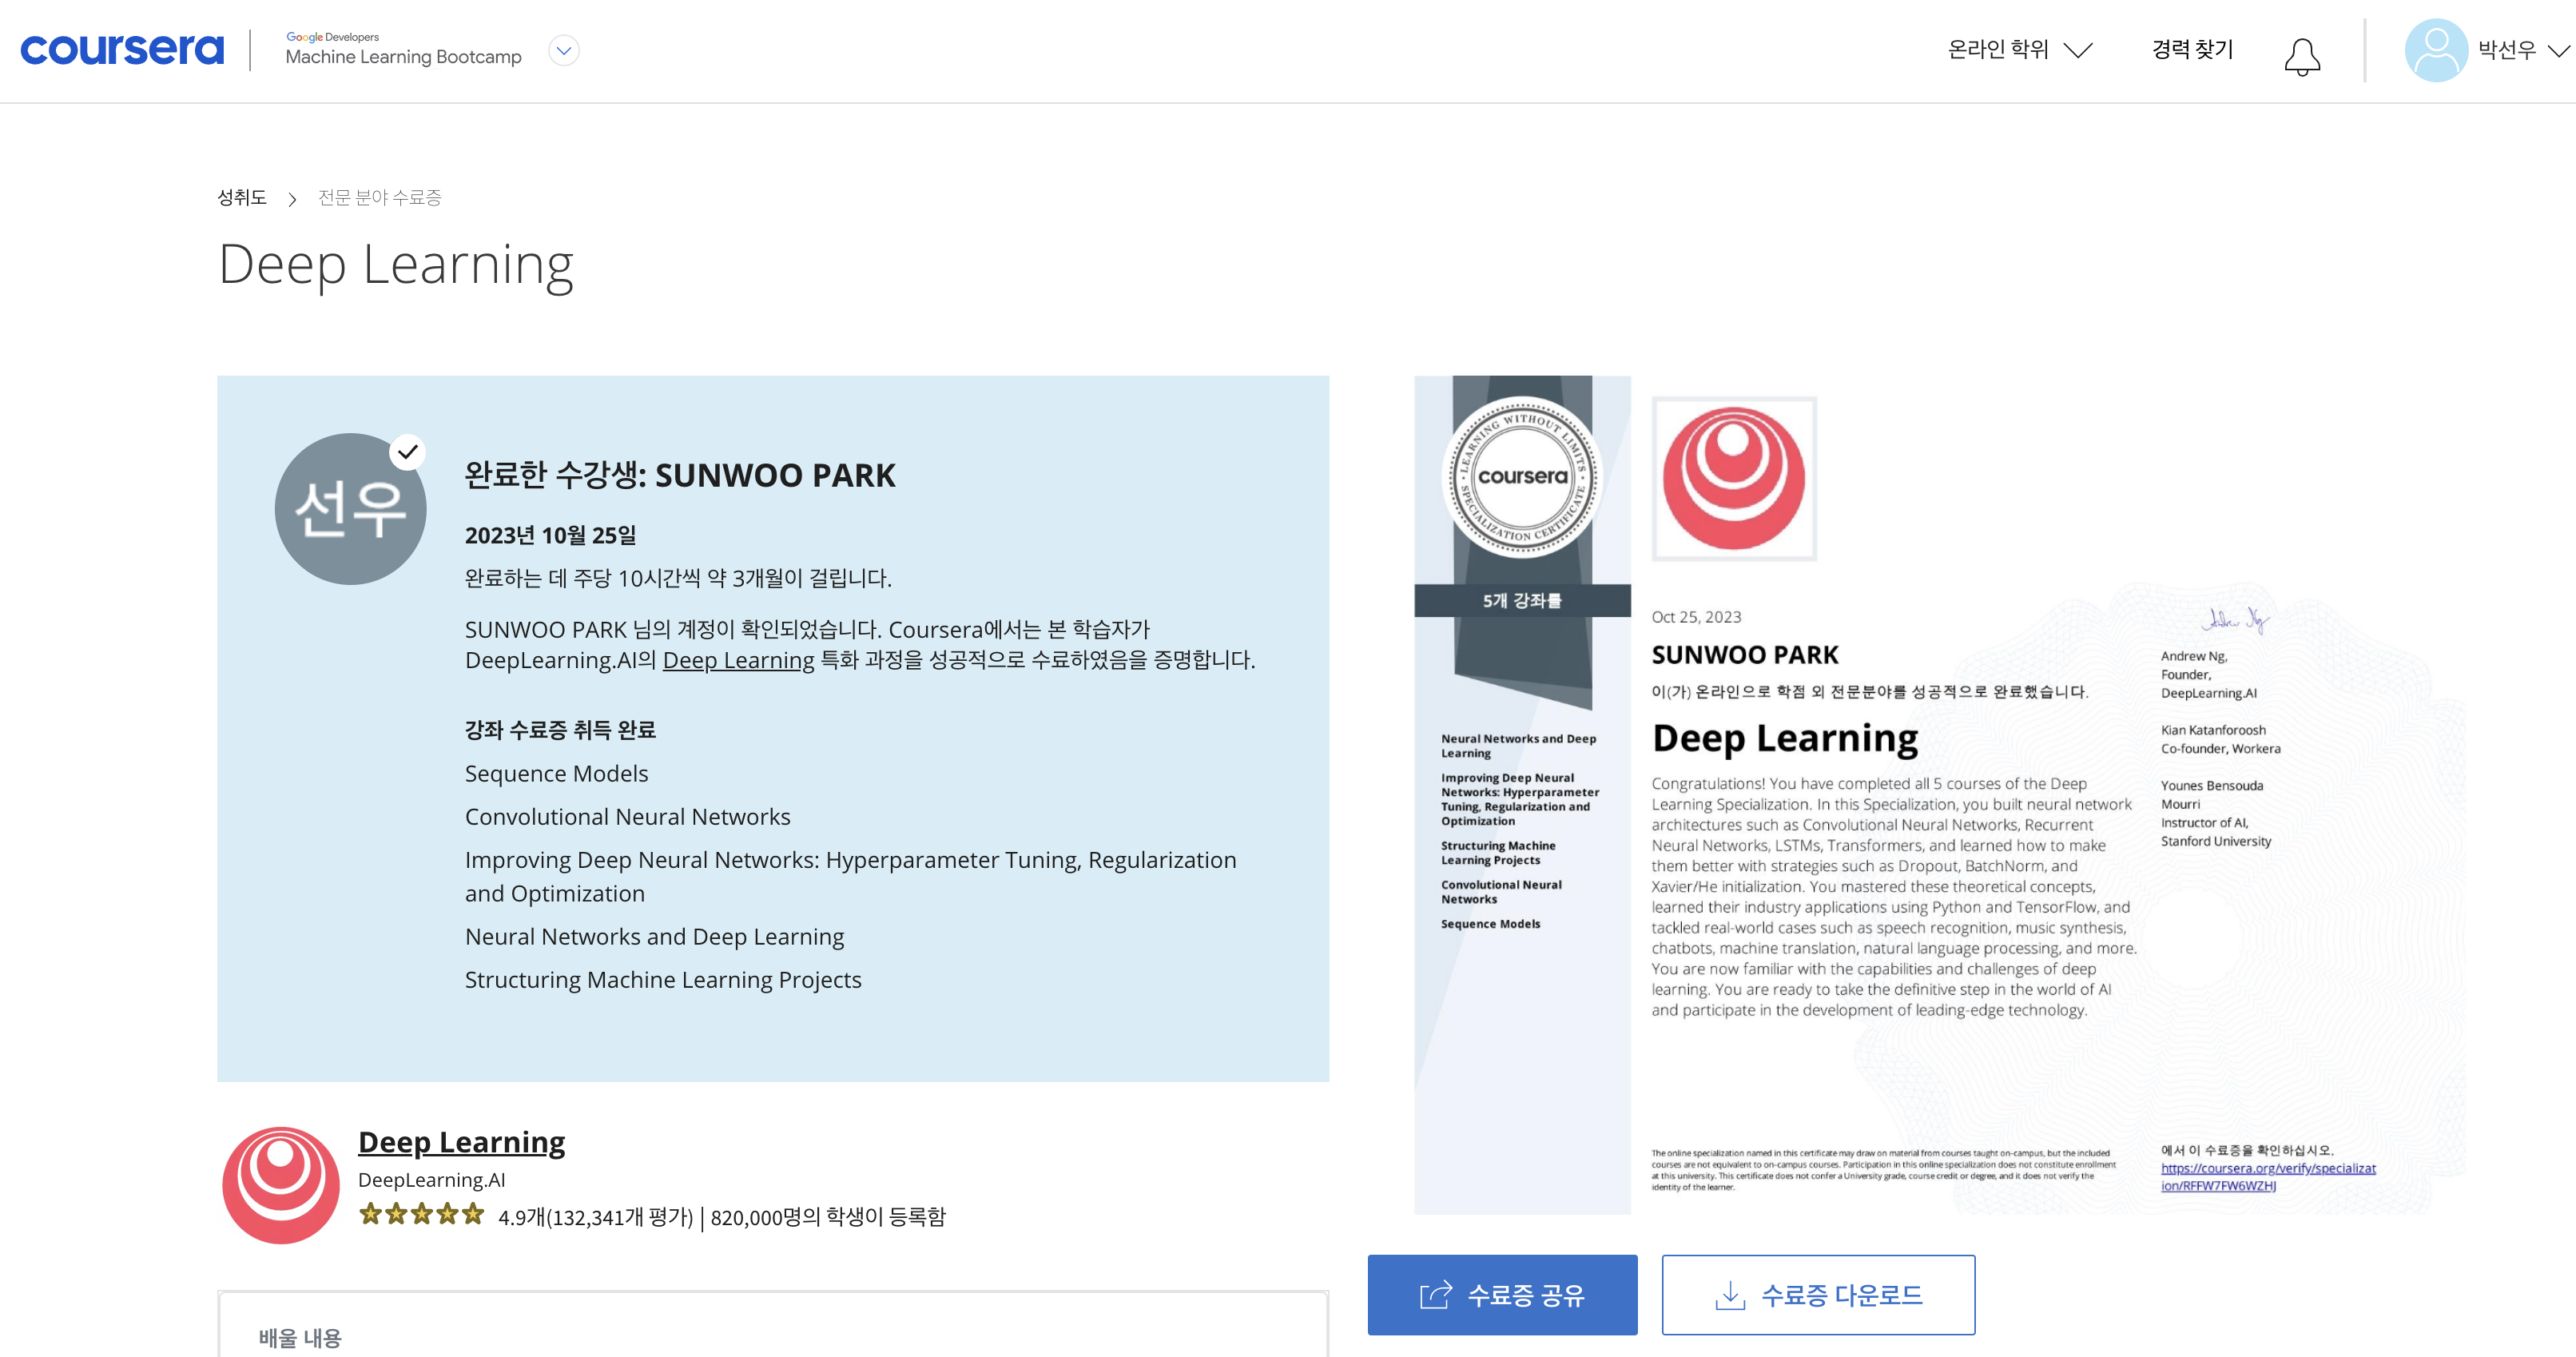 coursera
Google Developers
Machine Learning Bootcamp
온라인 학위
경력 찾기
박선우
성취도
전문 분야 수료증
Deep Learning
선우
완료한 수강생: SUNWOO PARK
2023년 10월 25일
완료하는 데 주당 10시간씩 약 3개월이 걸립니다.
SUNWOO PARK 님의 계정이 확인되었습니다. Coursera에서는 본 학습자가
DeepLearning.AI의 Deep Learning 특화 과정을 성공적으로 수료하였음을 증명합니다.
강좌 수료증 취득 완료
Sequence Models
Convolutional Neural Networks
Improving Deep Neural Networks: Hyperparameter Tuning, Regularization
and Optimization
Neural Networks and Deep Learning
Structuring Machine Learning Projects
Deep Learning
DeepLearning.AI
4.9개(132,341개 평가) | 820,000명의 학생이 등록함
배울 내용
LEARNING WITHOUT LIMITS
coursera
SPECIALIZATION CERTIFICATE
5개 강좌를
Neural Networks and Deep
Learning
Improving Deep Neural
Networks: Hyperparameter
Tuning, Regularization and
Optimization
Structuring Machine
Learning Projects
Convolutional Neural
Networks
Sequence Models
Oct 25, 2023
SUNWOO PARK
이(가) 온라인으로 학점 외 전문분야를 성공적으로 완료했습니다.
Deep Learning
Congratulations! You have completed all 5 courses of the Deep
Learning Specialization. In this Specialization, you built neural network
architectures such as Convolutional Neural Networks, Recurrent
Neural Networks, LSTMs, Transformers, and learned how to make
them better with strategies such as Dropout, BatchNorm, and
Xavier/He initialization. You mastered these theoretical concepts,
learned their industry applications using Python and TensorFlow, and
tackled real-world cases such as speech recognition, music synthesis,
chatbots, machine translation, natural language processing, and more.
You are now familiar with the capabilities and challenges of deep
learning. You are ready to take the definitive step in the world of AI
and participate in the development of leading-edge technology.
Andrew Ng
Andrew Ng,
Founder,
DeepLearning.AI
Kian Katanforoosh
Co-founder, Workera
Younes Bensouda
Mourri
Instructor of AI,
Stanford University
The online specialization named in this certificate may draw on material from courses taught on-campus, but the included
courses are not equivalent to on-campus courses. Participation in this online specialization does not constitute enrollment
at this university. This certificate does not confer a University grade, course credit or degree, and it does not verify the
identity of the learner.
에서 이 수료증을 확인하십시오.
https://coursera.org/verify/specializat
ion/RFFW7FW6WZHJ
수료증 공유
수료증 다운로드